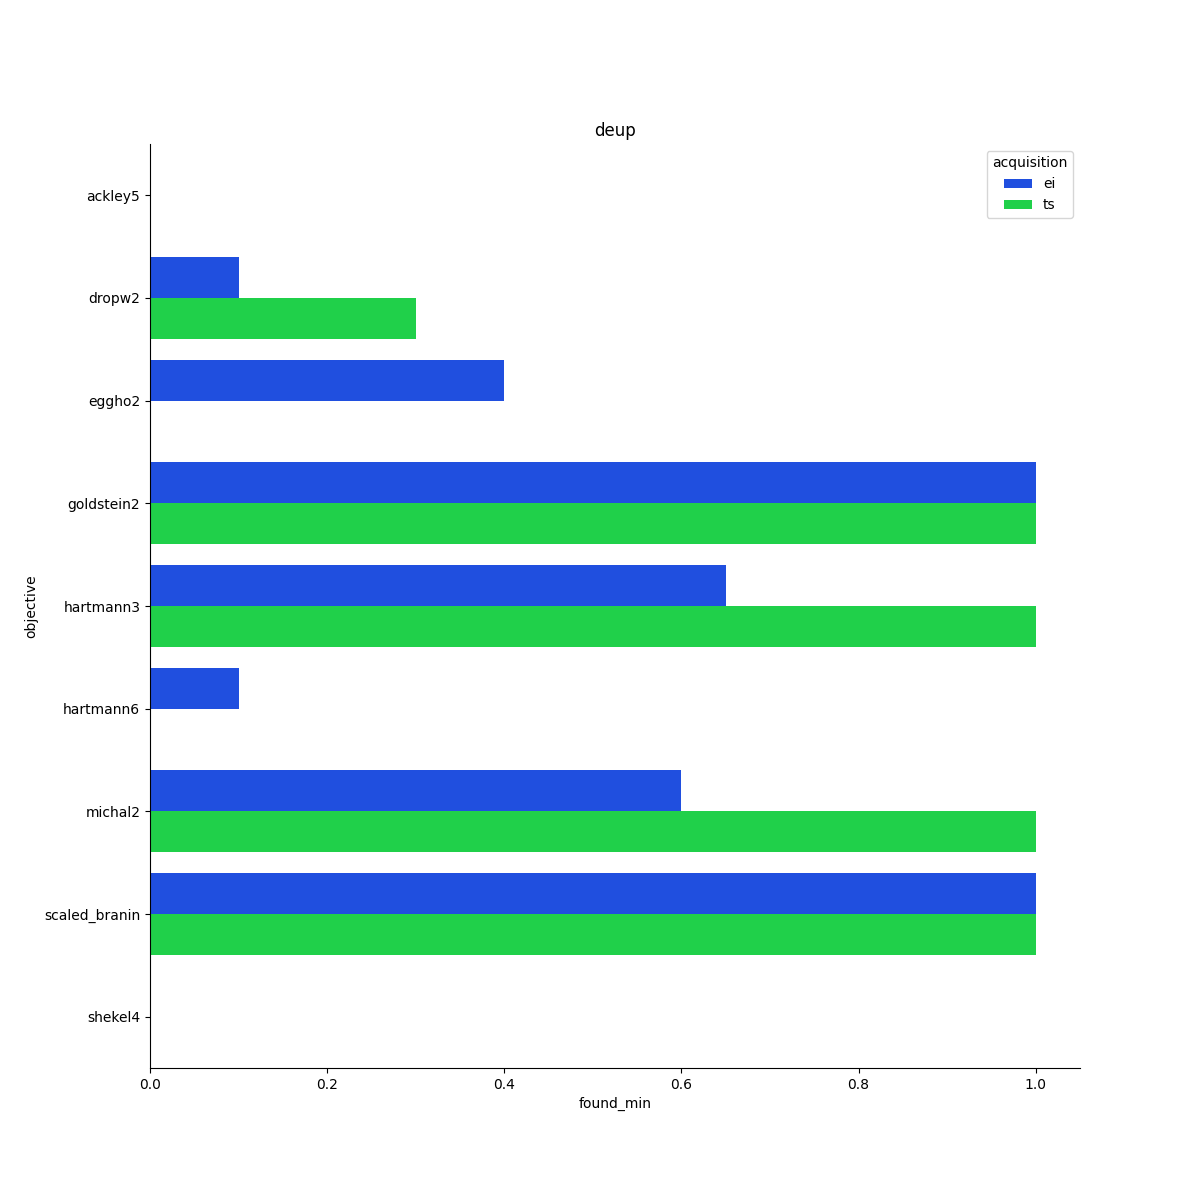 deup
acquisition
ei
ts
ackley5
dropw2
eggho2
goldstein2
hartmann3
hartmann6
michal2
scaled_branin
shekel4
objective
0.0 0.2 0.4 0.6 0.8 1.0
found_min